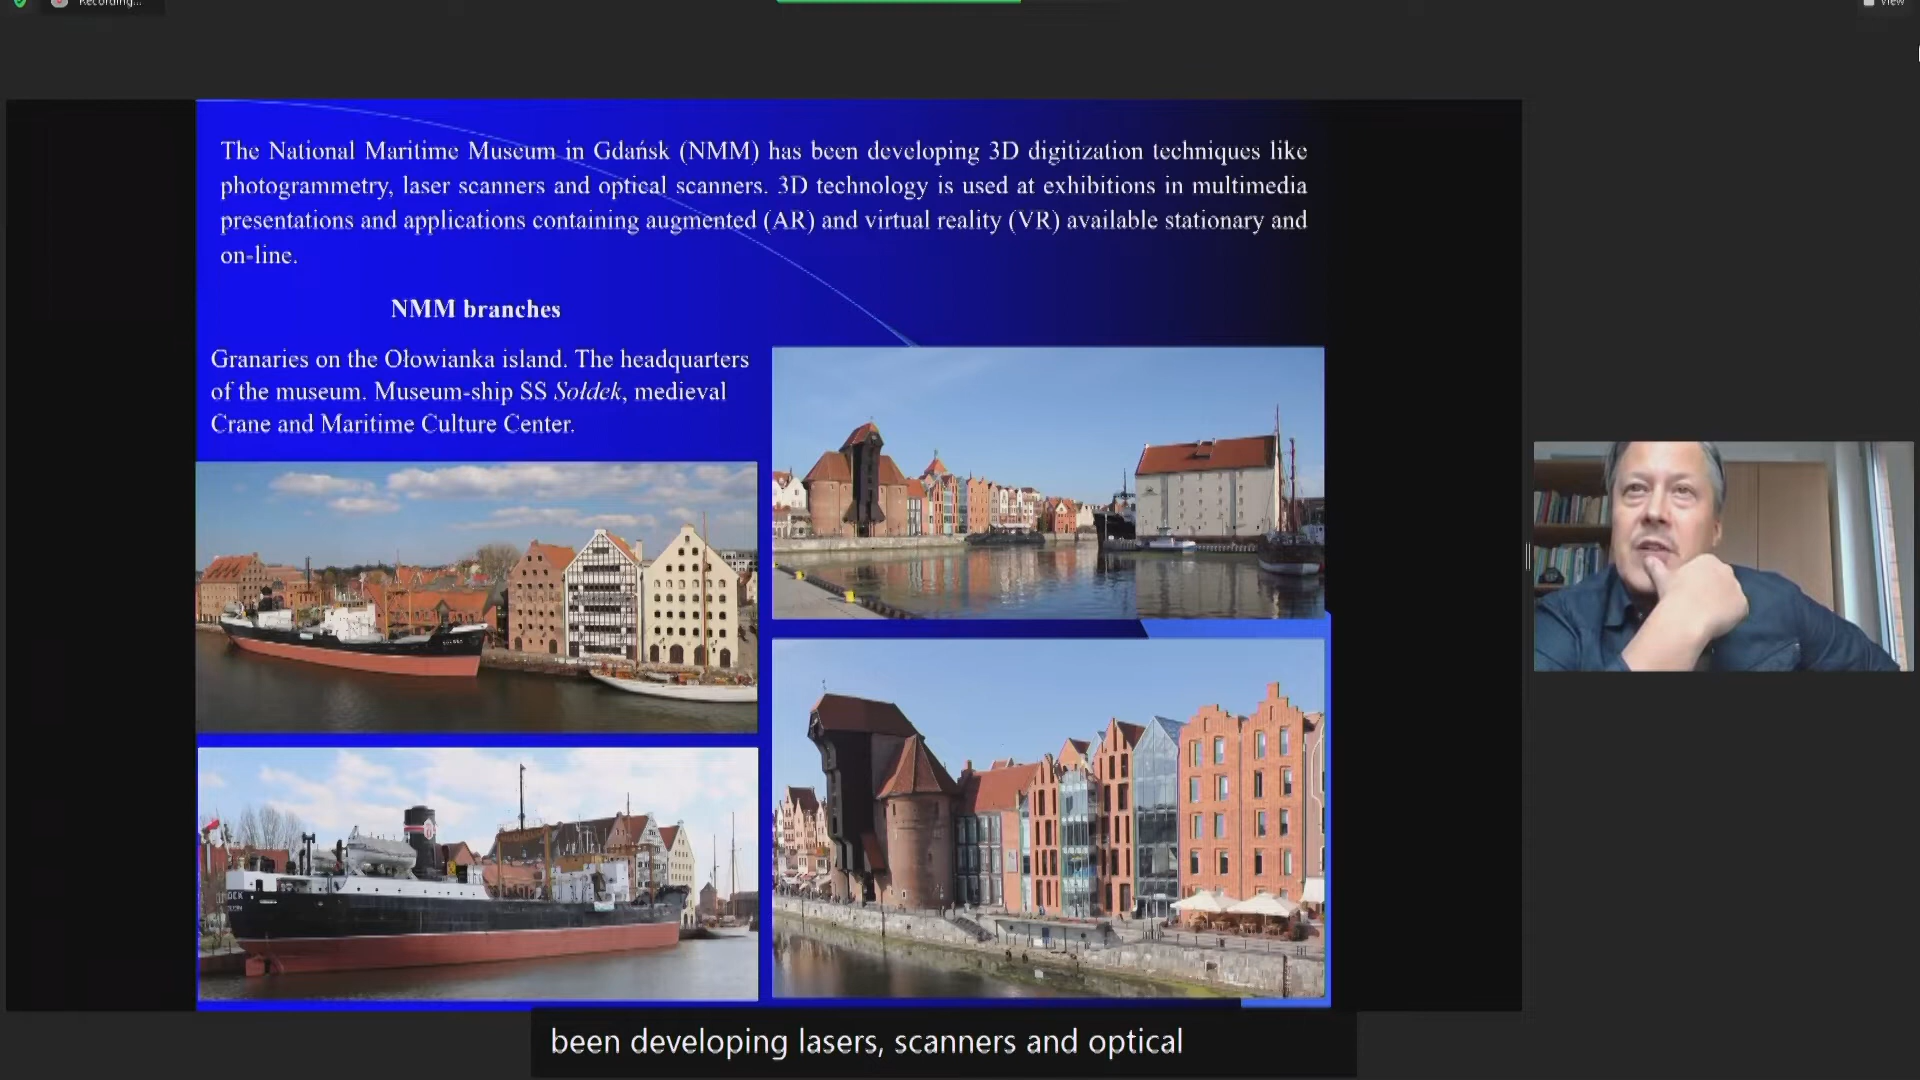 Recording...
View
The National Maritime Museum in Gdańsk (NMM) has been developing 3D digitization techniques like
photogrammetry, laser scanners and optical scanners. 3D technology is used at exhibitions in multimedia
presentations and applications containing augmented (AR) and virtual reality (VR) available stationary and
on-line.
NMM branches
Granaries on the Ołowianka island. The headquarters
of the museum. Museum-ship SS Sołdek, medieval
Crane and Maritime Culture Center.
been developing lasers, scanners and optical